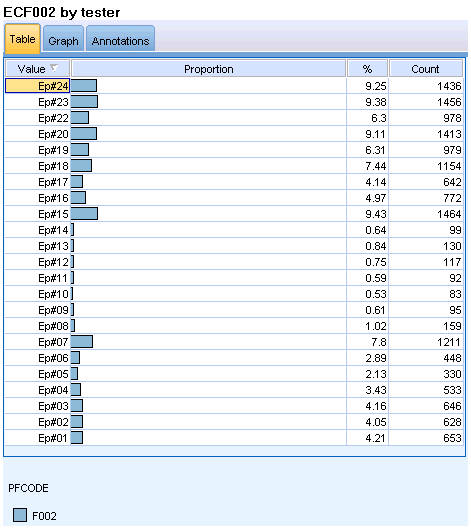 ECF002 by tester
Table Graph Annotations
Value Proportion % Count
Ep#24 9.25 1436
Ep#23 9.38 1456
Ep#22 6.3 978
Ep#20 9.11 1413
Ep#19 6.31 979
Ep#18 7.44 1154
Ep#17 4.14 642
Ep#16 4.97 772
Ep#15 9.43 1464
Ep#14 0.64 99
Ep#13 0.84 130
Ep#12 0.75 117
Ep#11 0.59 92
Ep#10 0.53 83
Ep#09 0.61 95
Ep#08 1.02 159
Ep#07 7.8 1211
Ep#06 2.89 448
Ep#05 2.13 330
Ep#04 3.43 533
Ep#03 4.16 646
Ep#02 4.05 628
Ep#01 4.21 653
PFCODE
F002